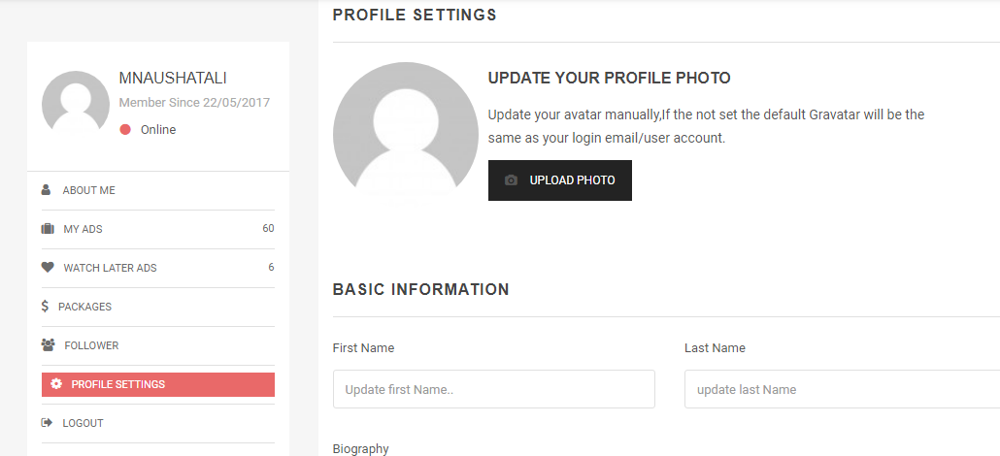 PROFILE SETTINGS
MNAUSHATALI
Member Since 22/05/2017
Online
ABOUT ME
MY ADS 60
WATCH LATER ADS 6
PACKAGES
FOLLOWER
PROFILE SETTINGS
LOGOUT
UPDATE YOUR PROFILE PHOTO
Update your avatar manually,If the not set the default Gravatar will be the
same as your login email/user account.
UPLOAD PHOTO
BASIC INFORMATION
First Name Last Name
Update first Name.. update last Name
Biography